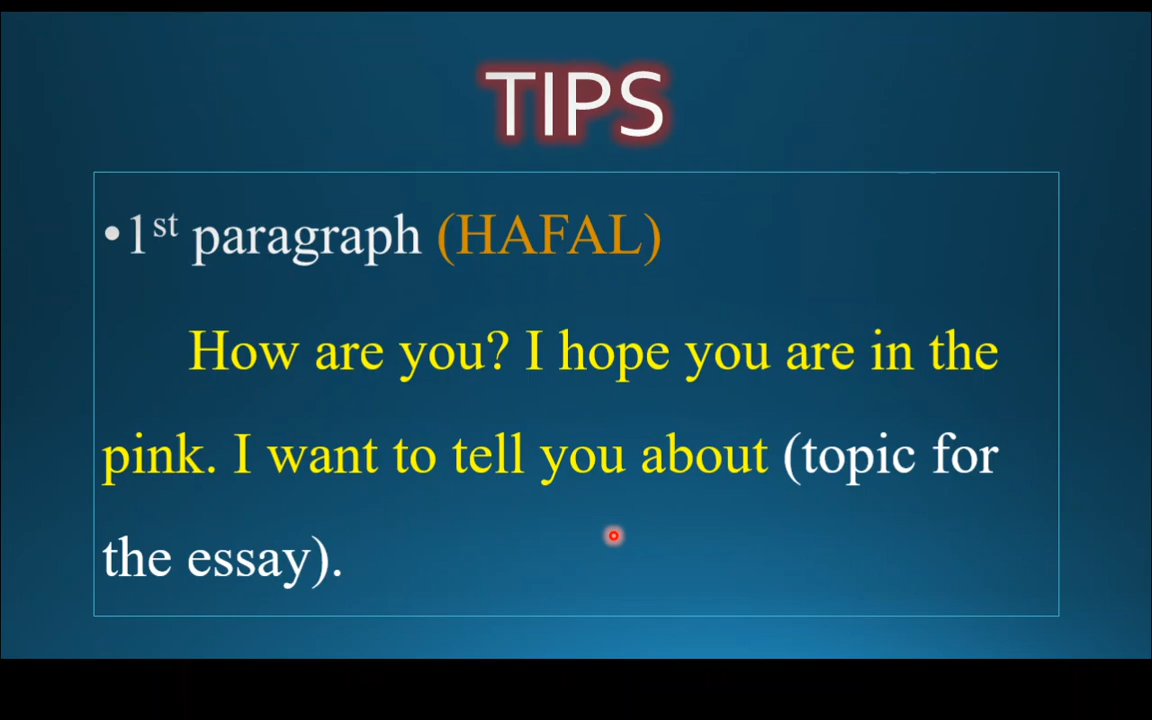 TIPS
•1st paragraph (HAFAL)
How are you? I hope you are in the
pink. I want to tell you about (topic for
the essay).